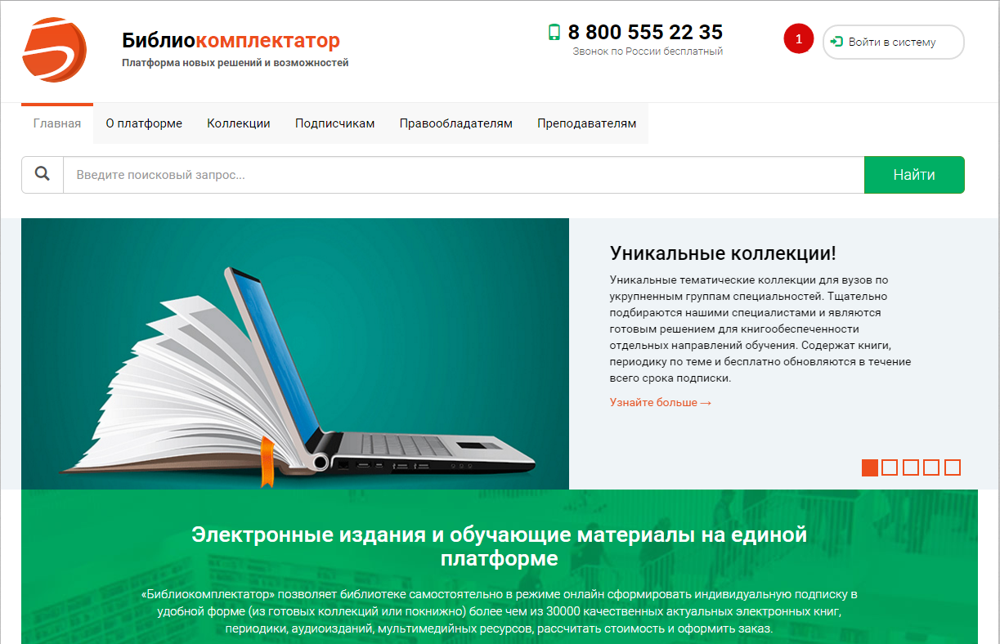 Библиокомплектатор
Платформа новых решений и возможностей
8 800 555 22 35
Звонок по России бесплатный
1
Войти в систему
Главная О платформе Коллекции Подписчикам Правообладателям Преподавателям
Введите поисковый запрос...
Найти
Уникальные коллекции!
Уникальные тематические коллекции для вузов по
укрупненным группам специальностей. Тщательно
подбираются нашими специалистами и являются
готовым решением для книгообеспеченности
отдельных направлений обучения. Содержат книги,
периодику по теме и бесплатно обновляются в течение
всего срока подписки.
Узнайте больше →
Электронные издания и обучающие материалы на единой
платформе
«Библиокомплектатор» позволяет библиотеке самостоятельно в режиме онлайн сформировать индивидуальную подписку в
удобной форме (из готовых коллекций или покнижно) более чем из 30000 качественных актуальных электронных книг,
периодики, аудиоизданий, мультимедийных ресурсов, рассчитать стоимость и оформить заказ.